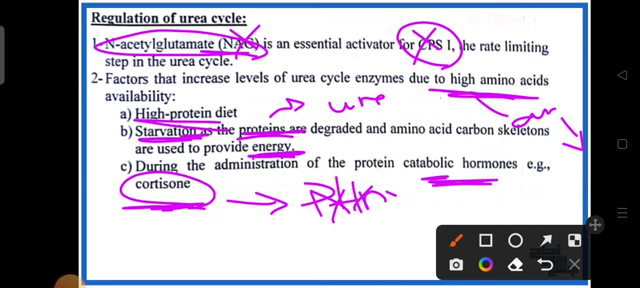 Regulation of urea cycle:
1- N-acetylglutamate (NAG) is an essential activator for CPS 1, the rate limiting
step in the urea cycle.
2- Factors that increase levels of urea cycle enzymes due to high amino acids
availability:
a) High-protein diet
b) Starvation as the proteins are degraded and amino acid carbon skeletons
are used to provide energy.
c) During the administration of the protein catabolic hormones e.g.,
cortisone